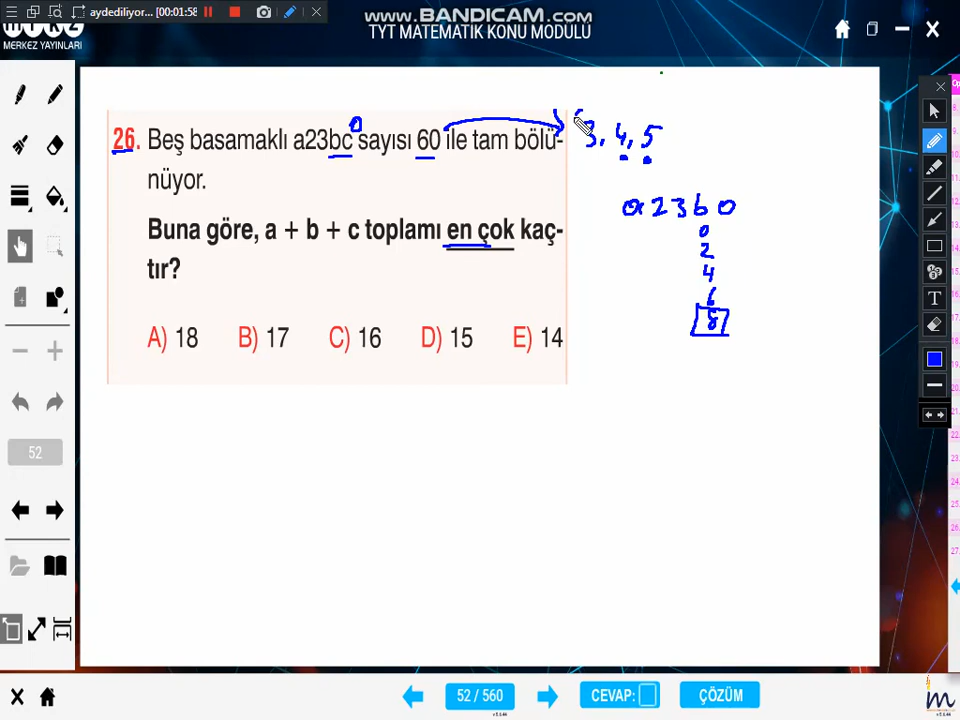 aydediliyor... [00:01:58
www.BANDICAM.com
TYT MATEMATİK KONU MODULU
MERKEZ YAYINLARI
26. Beş basamaklı a23bc sayısı 60 ile tam bölü-
nüyor.
Buna göre, a + b + c toplamı en çok kaç-
tır?
A) 18 B) 17 C) 16 D) 15 E) 14
0
3, 4, 5
a 2 3 b 0
0
2
4
6
8
52
52 / 560
CEVAP:
ÇÖZÜM